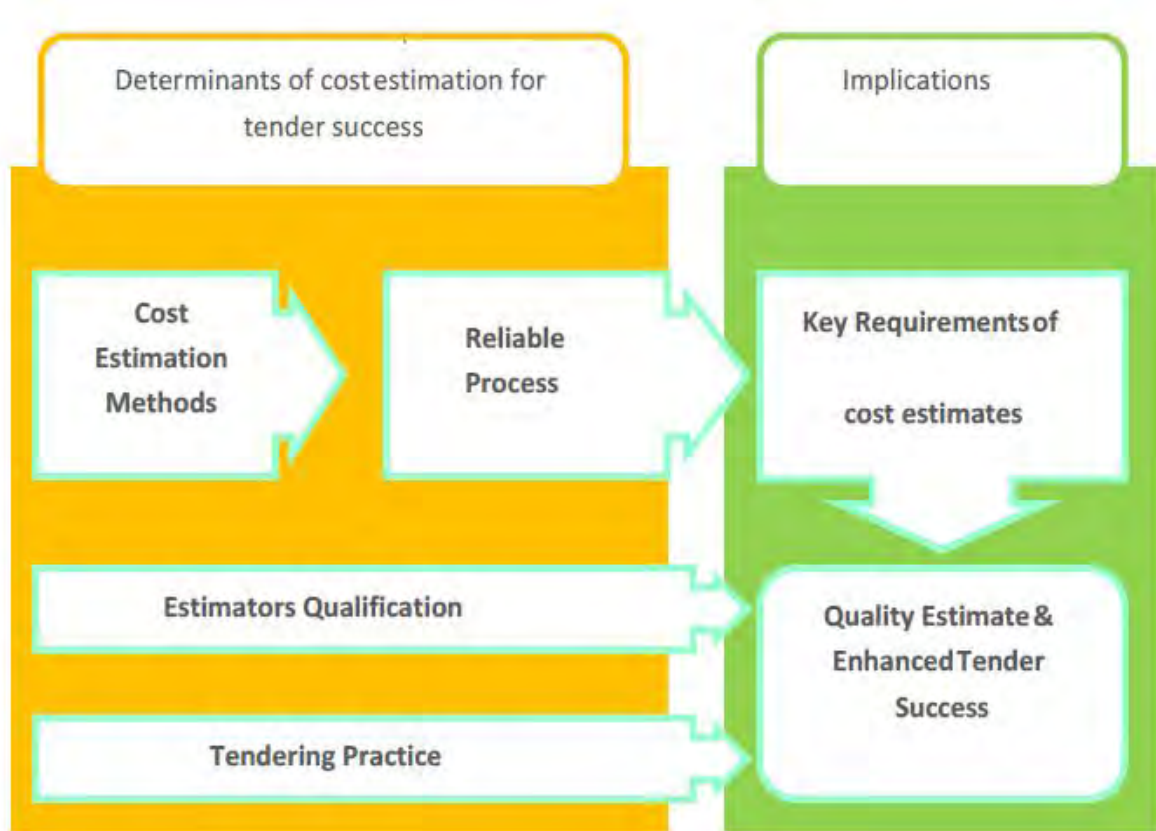 Determinants of cost estimation for
tender success
Implications
Cost
Estimation
Methods
Reliable
Process
Key Requirements of
cost estimates
Estimators Qualification
Quality Estimate &
Enhanced Tender
Success
Tendering Practice